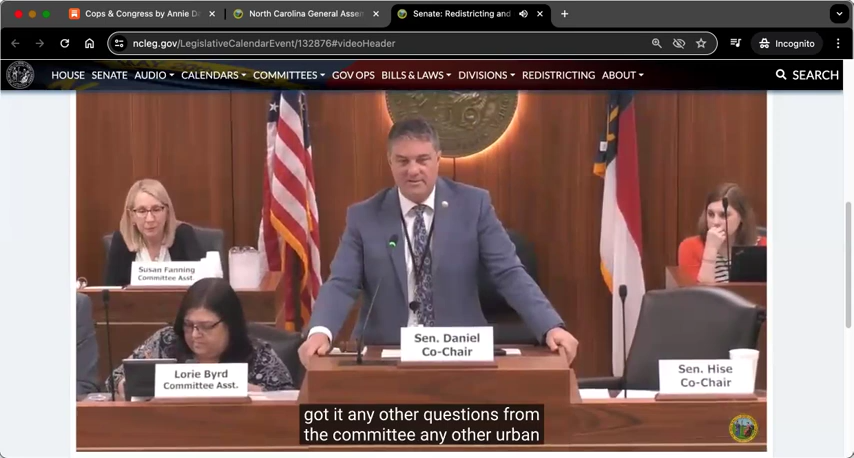 Cops & Congress by Annie D
North Carolina General Assem
Senate: Redistricting and
ncleg.gov/LegislativeCalendarEvent/132876#videoHeader
Incognito
HOUSE SENATE AUDIO CALENDARS COMMITTEES GOV OPS BILLS & LAWS DIVISIONS REDISTRICTING ABOUT SEARCH
Susan Fanning
Committee Asst.
Lorie Byrd
Committee Asst.
Sen. Daniel
Co-Chair
Sen. Hise
Co-Chair
got it any other questions from
the committee any other urban